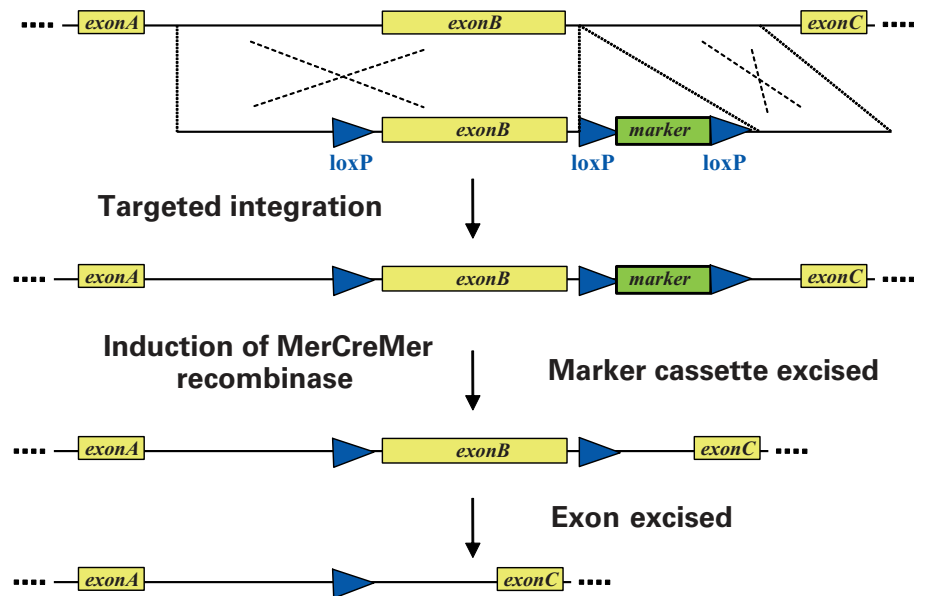 exonA exonB exonC
exonB marker
loxP loxP loxP
Targeted integration
exonA exonB marker exonC
Induction of MerCreMer
recombinase
Marker cassette excised
exonA exonB exonC
Exon excised
exonA exonC